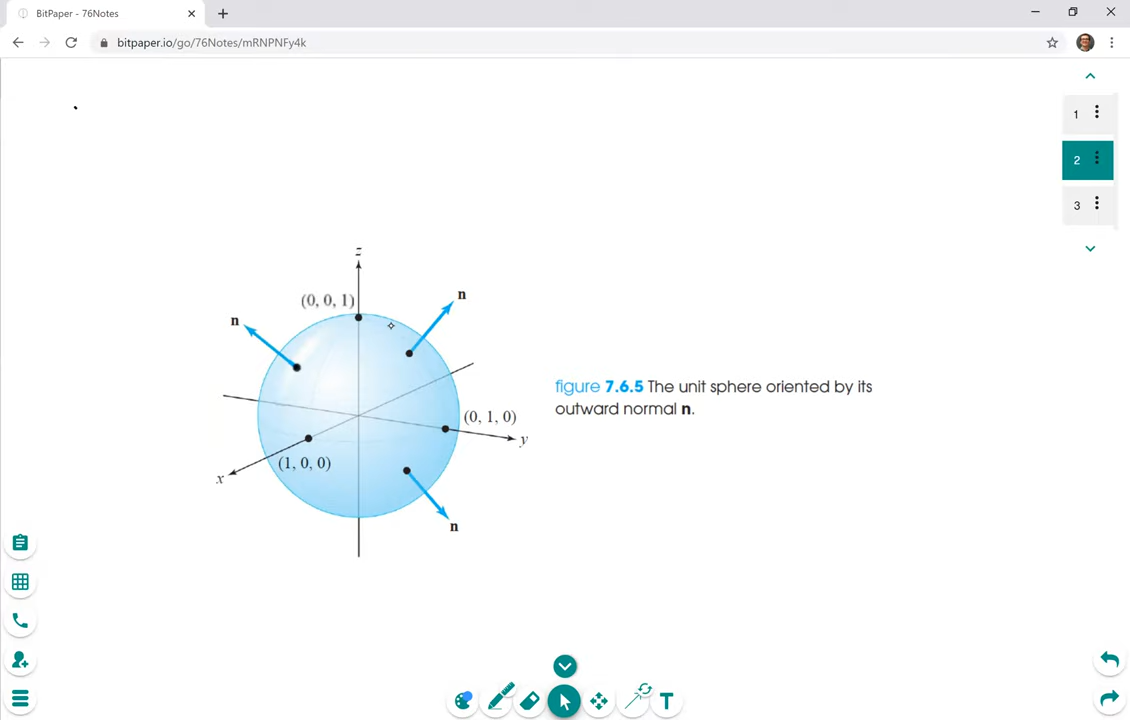 BitPaper - 76Notes
bitpaper.io/go/76Notes/mRNPNFy4k
1
2
3
z
(0, 0, 1)
n
n
(0, 1, 0)
y
(1, 0, 0)
x
n
figure 7.6.5 The unit sphere oriented by its
outward normal n.
T